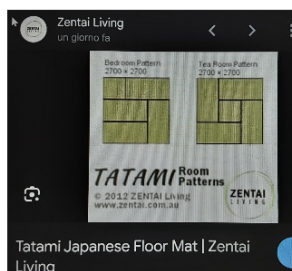 Zentai Living
un giorno fa
Bedroom Pattern
2700 × 2700
Tea Room Pattern
2700 × 2700
TATAMI Room
Patterns
© 2012 ZENTAI Living
www.zentai.com.au
ZENTAI
LIVING
Tatami Japanese Floor Mat | Zentai
Living